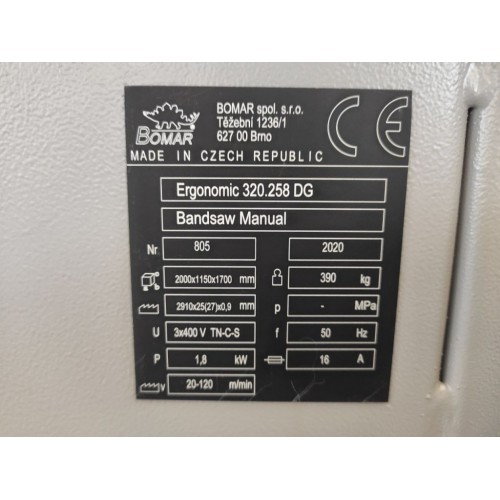 BOMAR
BOMAR spol. s.r.o.
Těžební 1236/1
627 00 Brno
CE
MADE IN CZECH REPUBLIC
Ergonomic 320.258 DG
Bandsaw Manual
Nr. 805 2020
2000x1150x1700 mm 390 kg
2910x25(27)x0,9 mm p - MPa
U 3x400 V TN-C-S f 50 Hz
P 1,8 kW 16 A
v 20-120 m/min